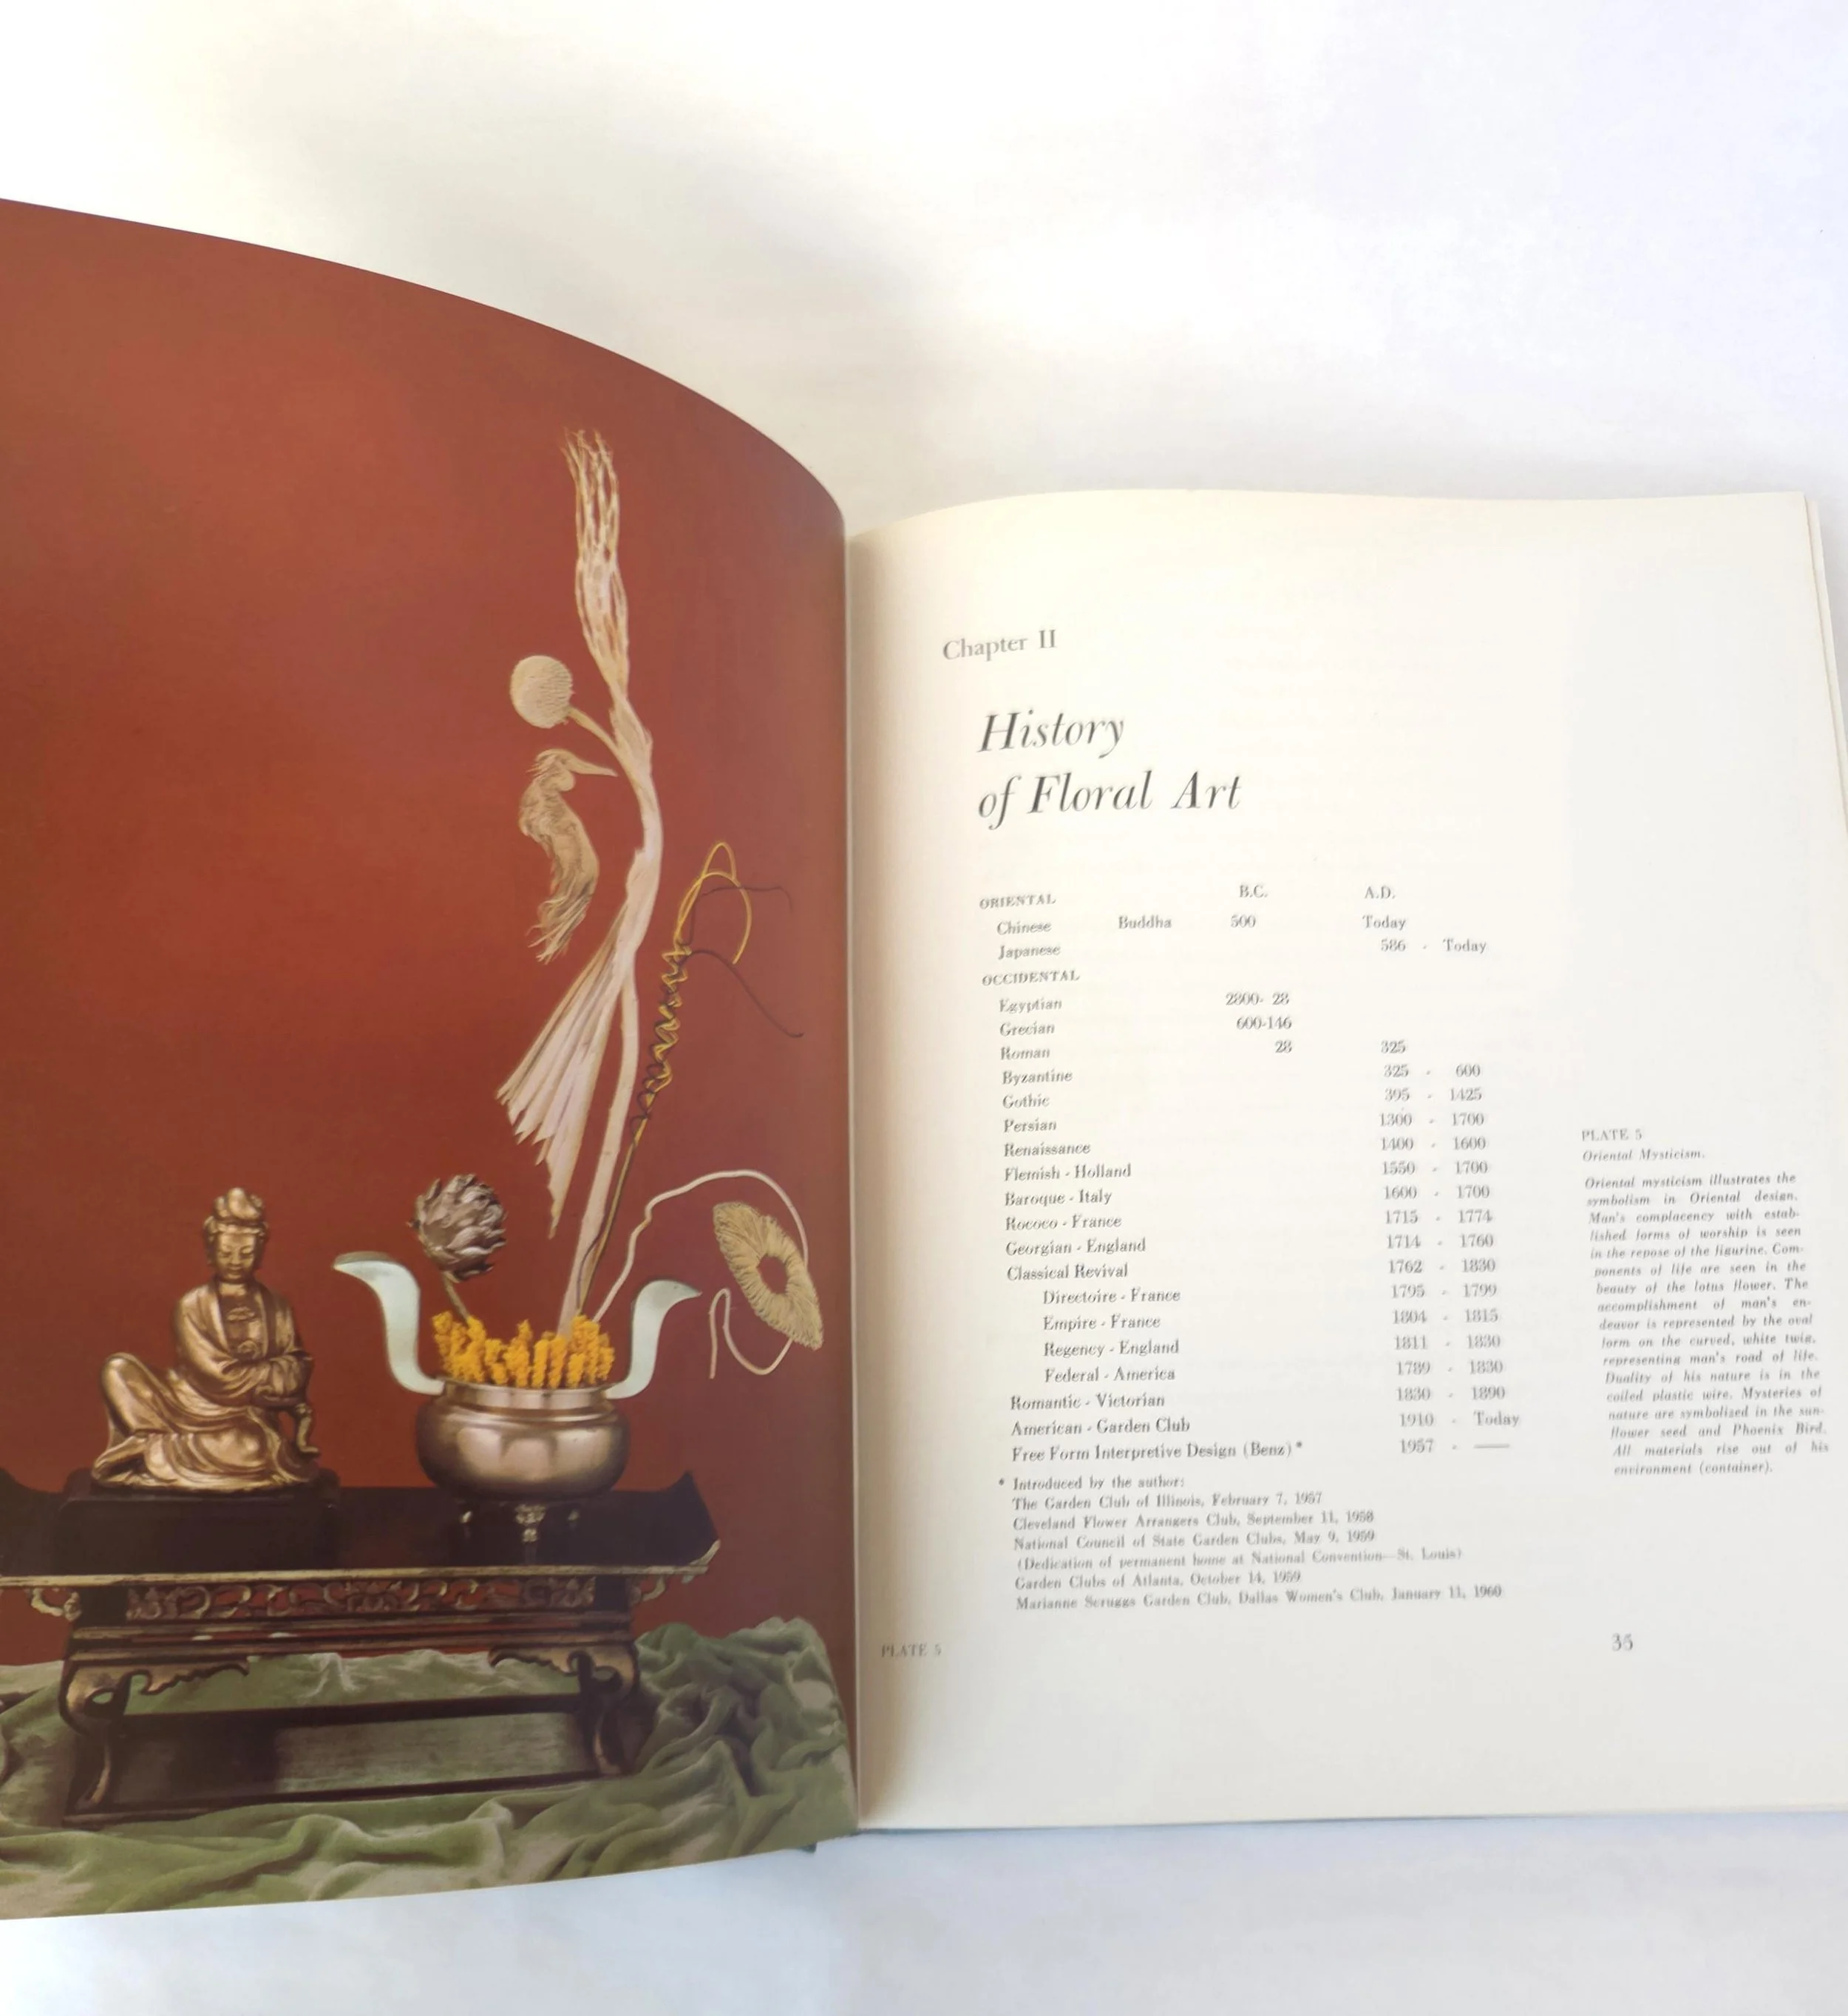 Chapter II
History
of Floral Art
ORIENTAL B.C. A.D.
Chinese Buddha 500 Today
Japanese 586 - Today
OCCIDENTAL
Egyptian 2800- 28
Grecian 600-146
Roman 28 325
Byzantine 325 - 600
Gothic 395 - 1425
Persian 1300 - 1700
Renaissance 1400 - 1600
Flemish - Holland 1550 - 1700
Baroque - Italy 1600 - 1700
Rococo - France 1715 - 1774
Georgian - England 1714 - 1760
Classical Revival 1762 - 1830
Directoire - France 1795 - 1799
Empire - France 1804 - 1815
Regency - England 1811 - 1830
Federal - America 1789 - 1830
Romantic - Victorian 1830 - 1890
American - Garden Club 1910 - Today
Free Form Interpretive Design (Benz)* 1957 - —
* Introduced by the author:
The Garden Club of Illinois, February 7, 1957
Cleveland Flower Arrangers Club, September 11, 1958
National Council of State Garden Clubs, May 9, 1959
(Dedication of permanent home at National Convention—St. Louis)
Garden Clubs of Atlanta, October 14, 1959
Marianne Scruggs Garden Club, Dallas Women's Club, January 11, 1960
PLATE 5
Oriental Mysticism.
Oriental mysticism illustrates the
symbolism in Oriental design.
Man's complacency with estab-
lished forms of worship is seen
in the repose of the figurine. Com-
ponents of life are seen in the
beauty of the lotus flower. The
accomplishment of man's en-
deavor is represented by the oval
form on the curved, white twig,
representing man's road of life.
Duality of his nature is in the
coiled plastic wire. Mysteries of
nature are symbolized in the sun-
flower seed and Phoenix Bird.
All materials rise out of his
environment (container).
PLATE 5
35